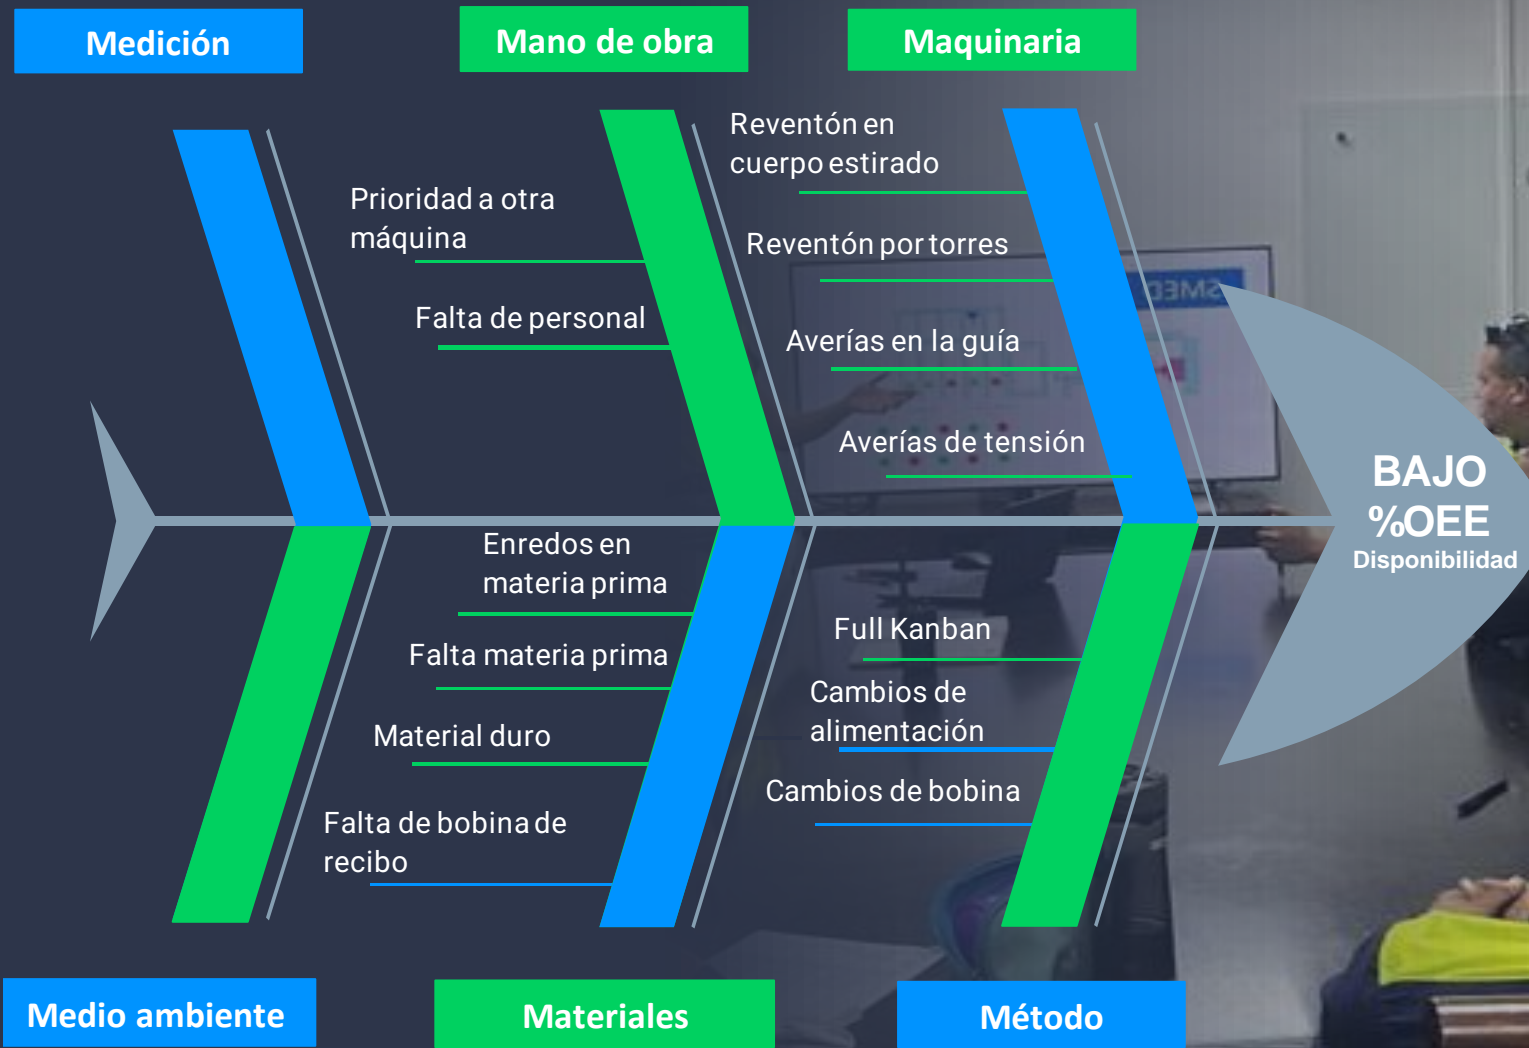 Medición
Mano de obra
Maquinaria
Reventón en
cuerpo estirado
Prioridad a otra
máquina
Reventón por torres
Falta de personal
Averías en la guía
Averías de tensión
SMED
BAJO
%OEE
Disponibilidad
Enredos en
materia prima
Falta materia prima
Material duro
Falta de bobina de
recibo
Full Kanban
Cambios de
alimentación
Cambios de bobina
Medio ambiente
Materiales
Método